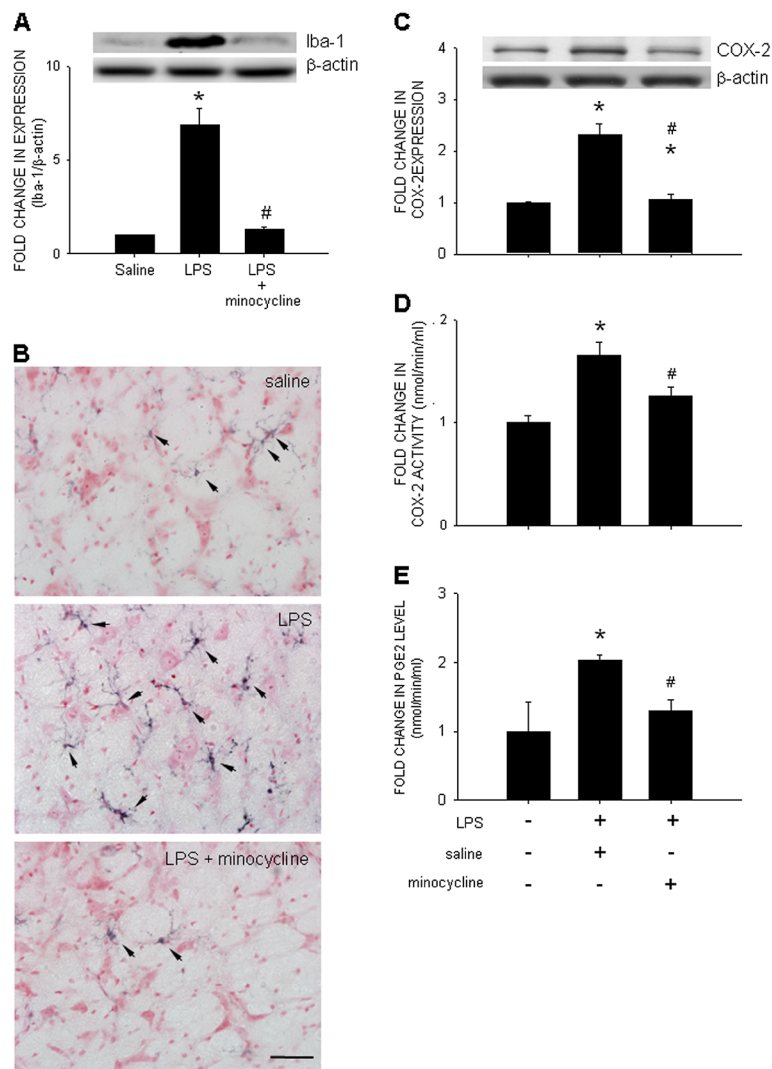 A
Iba-1
β-actin
FOLD CHANGE IN EXPRESSION
(Iba-1/β-actin)
10
5
0
*
#
Saline
LPS
LPS
+
minocycline
B
saline
LPS
LPS + minocycline
C
COX-2
β-actin
FOLD CHANGE IN
COX-2EXPRESSION
4
3
2
1
0
*
#
*
D
FOLD CHANGE IN
COX-2 ACTIVITY (nmol/min/ml)
2
1
0
*
#
E
FOLD CHANGE IN PGE2 LEVEL
(nmol/min/ml)
3
2
1
0
*
#
LPS - + +
saline - + -
minocycline - - +